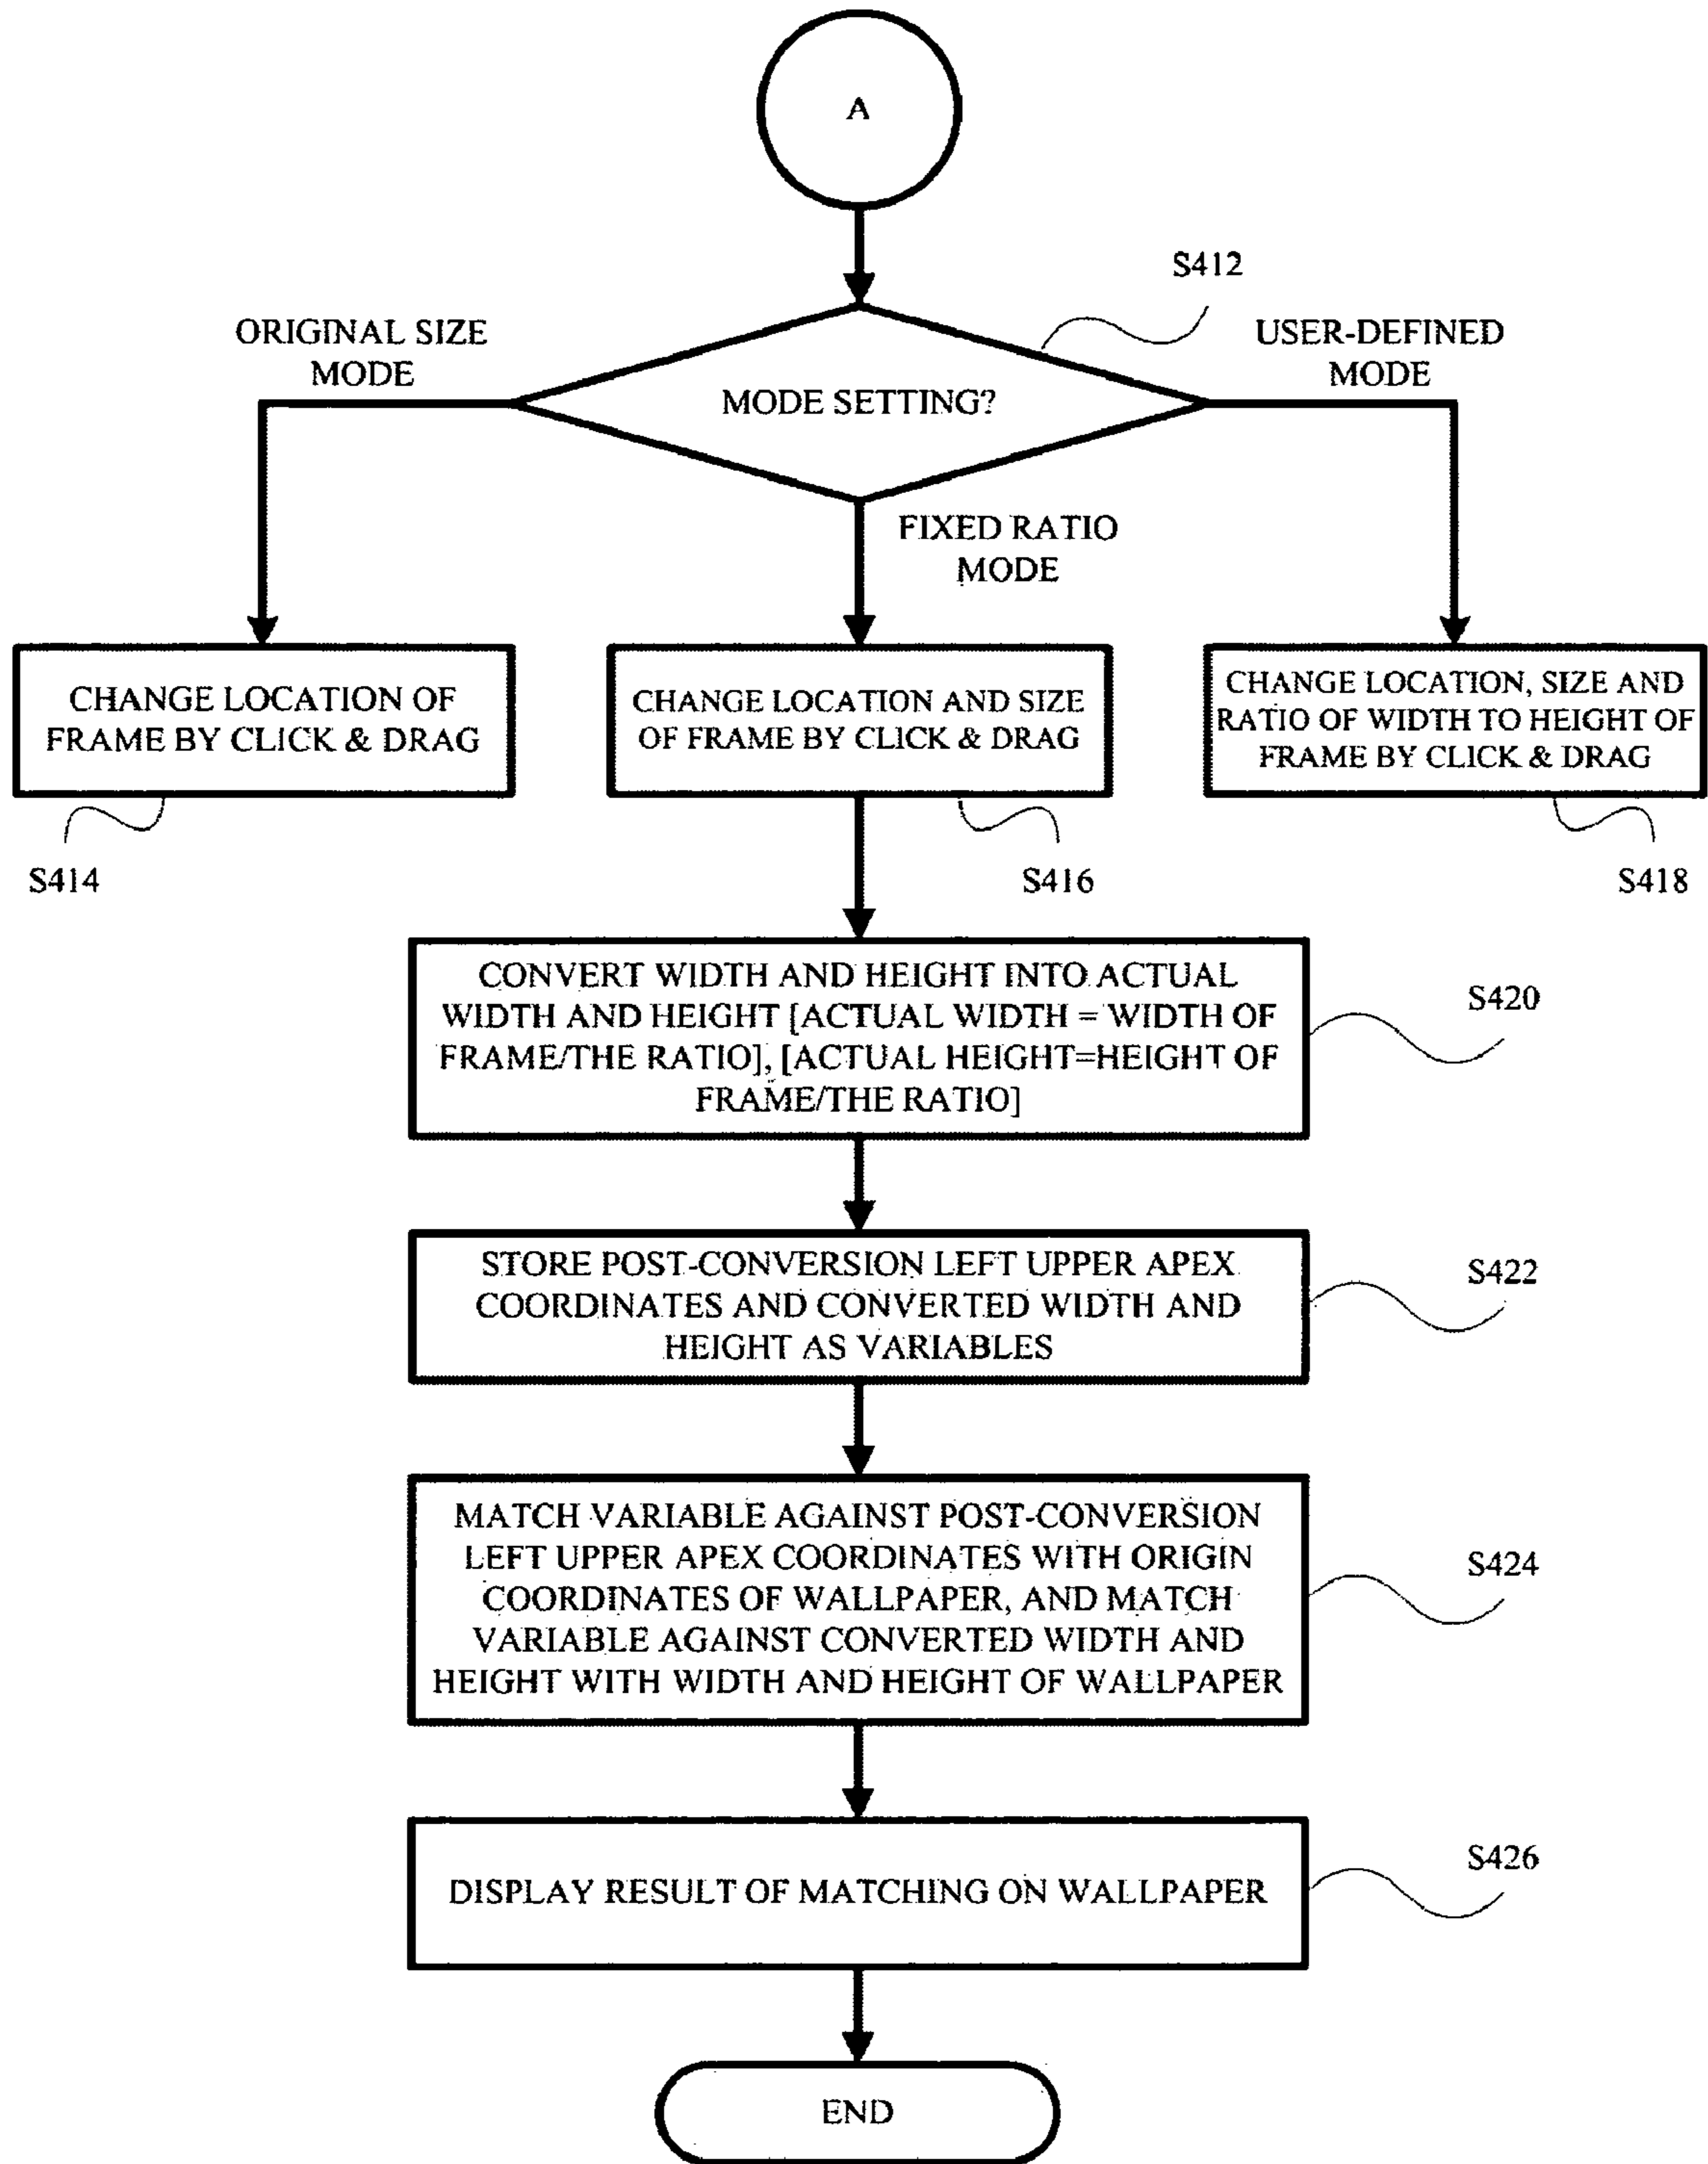 A
S412
ORIGINAL SIZE
MODE
USER-DEFINED
MODE
MODE SETTING?
FIXED RATIO
MODE
CHANGE LOCATION OF
FRAME BY CLICK & DRAG
CHANGE LOCATION AND SIZE
OF FRAME BY CLICK & DRAG
CHANGE LOCATION, SIZE AND
RATIO OF WIDTH TO HEIGHT OF
FRAME BY CLICK & DRAG
S414
S416
S418
CONVERT WIDTH AND HEIGHT INTO ACTUAL
WIDTH AND HEIGHT [ACTUAL WIDTH = WIDTH OF
FRAME/THE RATIO], [ACTUAL HEIGHT=HEIGHT OF
FRAME/THE RATIO]
S420
STORE POST-CONVERSION LEFT UPPER APEX
COORDINATES AND CONVERTED WIDTH AND
HEIGHT AS VARIABLES
S422
MATCH VARIABLE AGAINST POST-CONVERSION
LEFT UPPER APEX COORDINATES WITH ORIGIN
COORDINATES OF WALLPAPER, AND MATCH
VARIABLE AGAINST CONVERTED WIDTH AND
HEIGHT WITH WIDTH AND HEIGHT OF WALLPAPER
S424
DISPLAY RESULT OF MATCHING ON WALLPAPER
S426
END